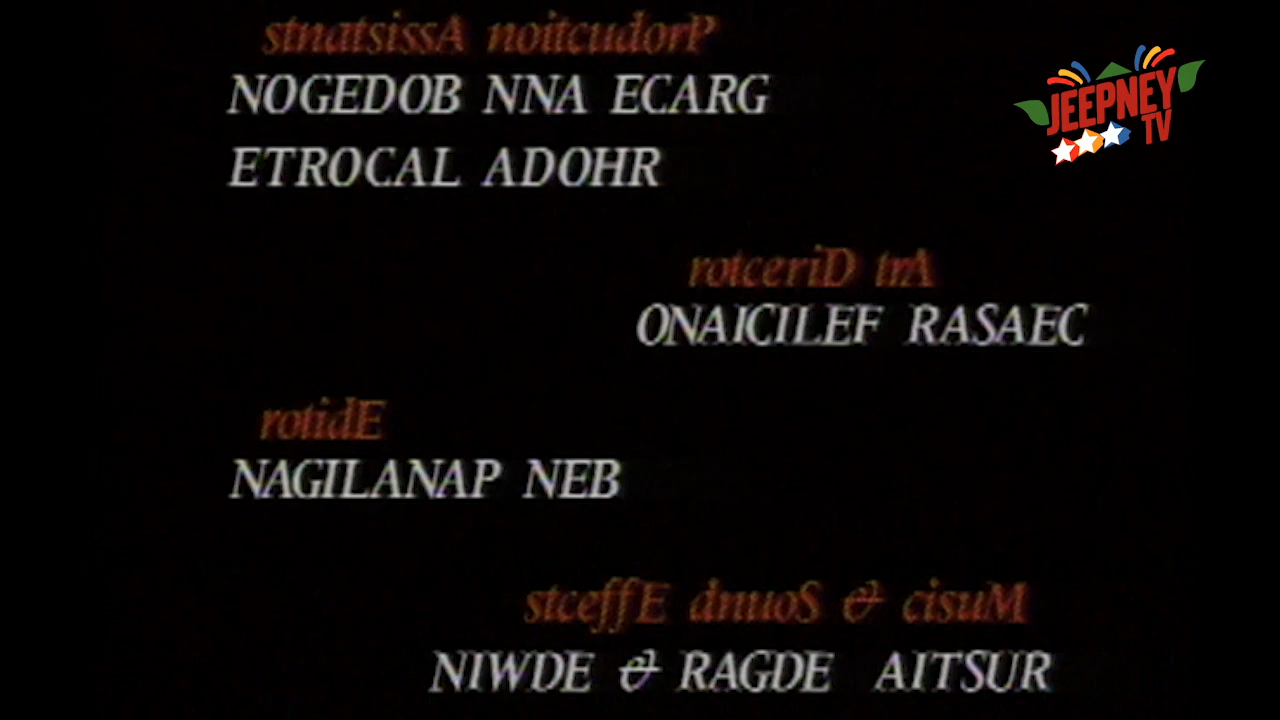 stnatsissA noitcudorP
NOGEDOB NNA ECARG
ETROCAL ADOHR
rotceriD trA
ONAICILEF RASAEC
rotidE
NAGILANAP NEB
stceffE dnuoS & cisuM
NIWDE & RAGDE AITSUR
JEEPNEY
TV